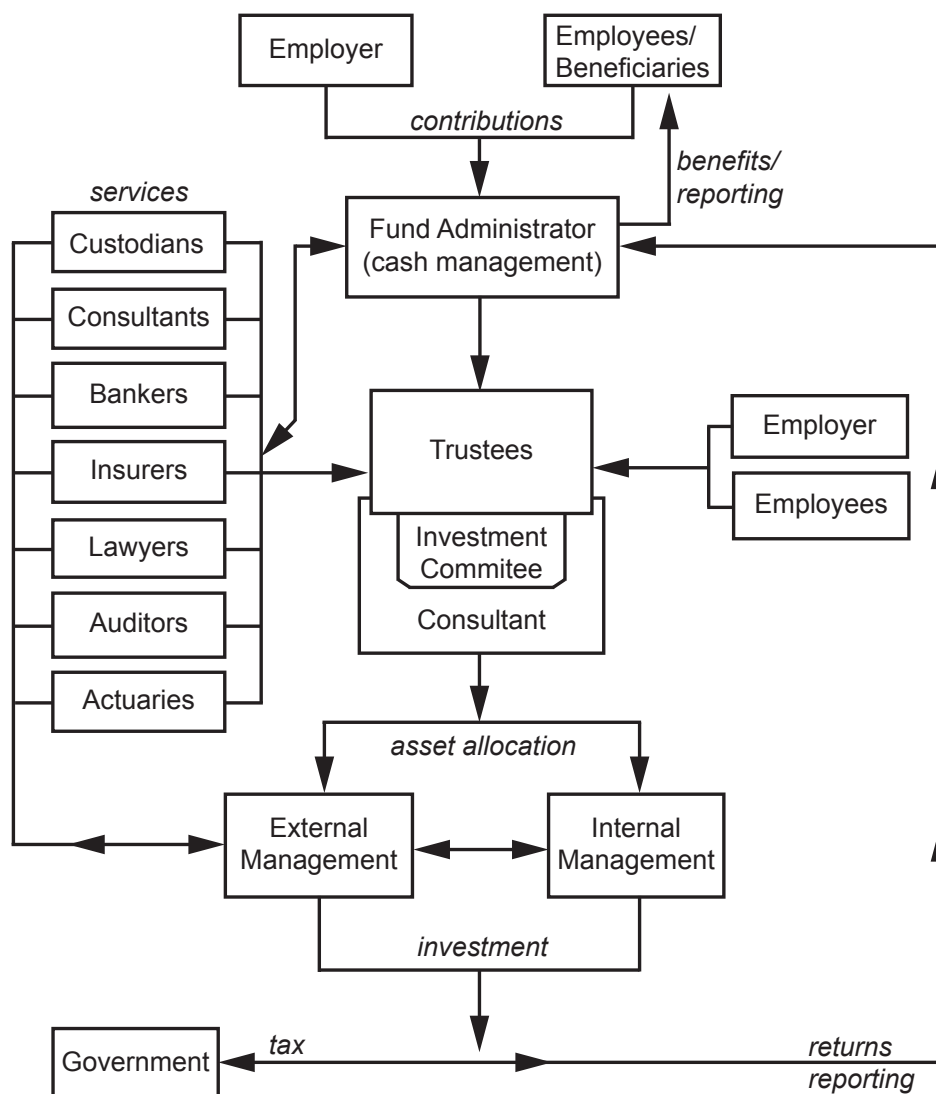 Employer
Employees/
Beneficiaries
contributions
benefits/
reporting
services
Custodians
Consultants
Bankers
Insurers
Lawyers
Auditors
Actuaries
Fund Administrator
(cash management)
Trustees
Investment
Commitee
Consultant
Employer
Employees
asset allocation
External
Management
Internal
Management
investment
Government
tax
returns
reporting